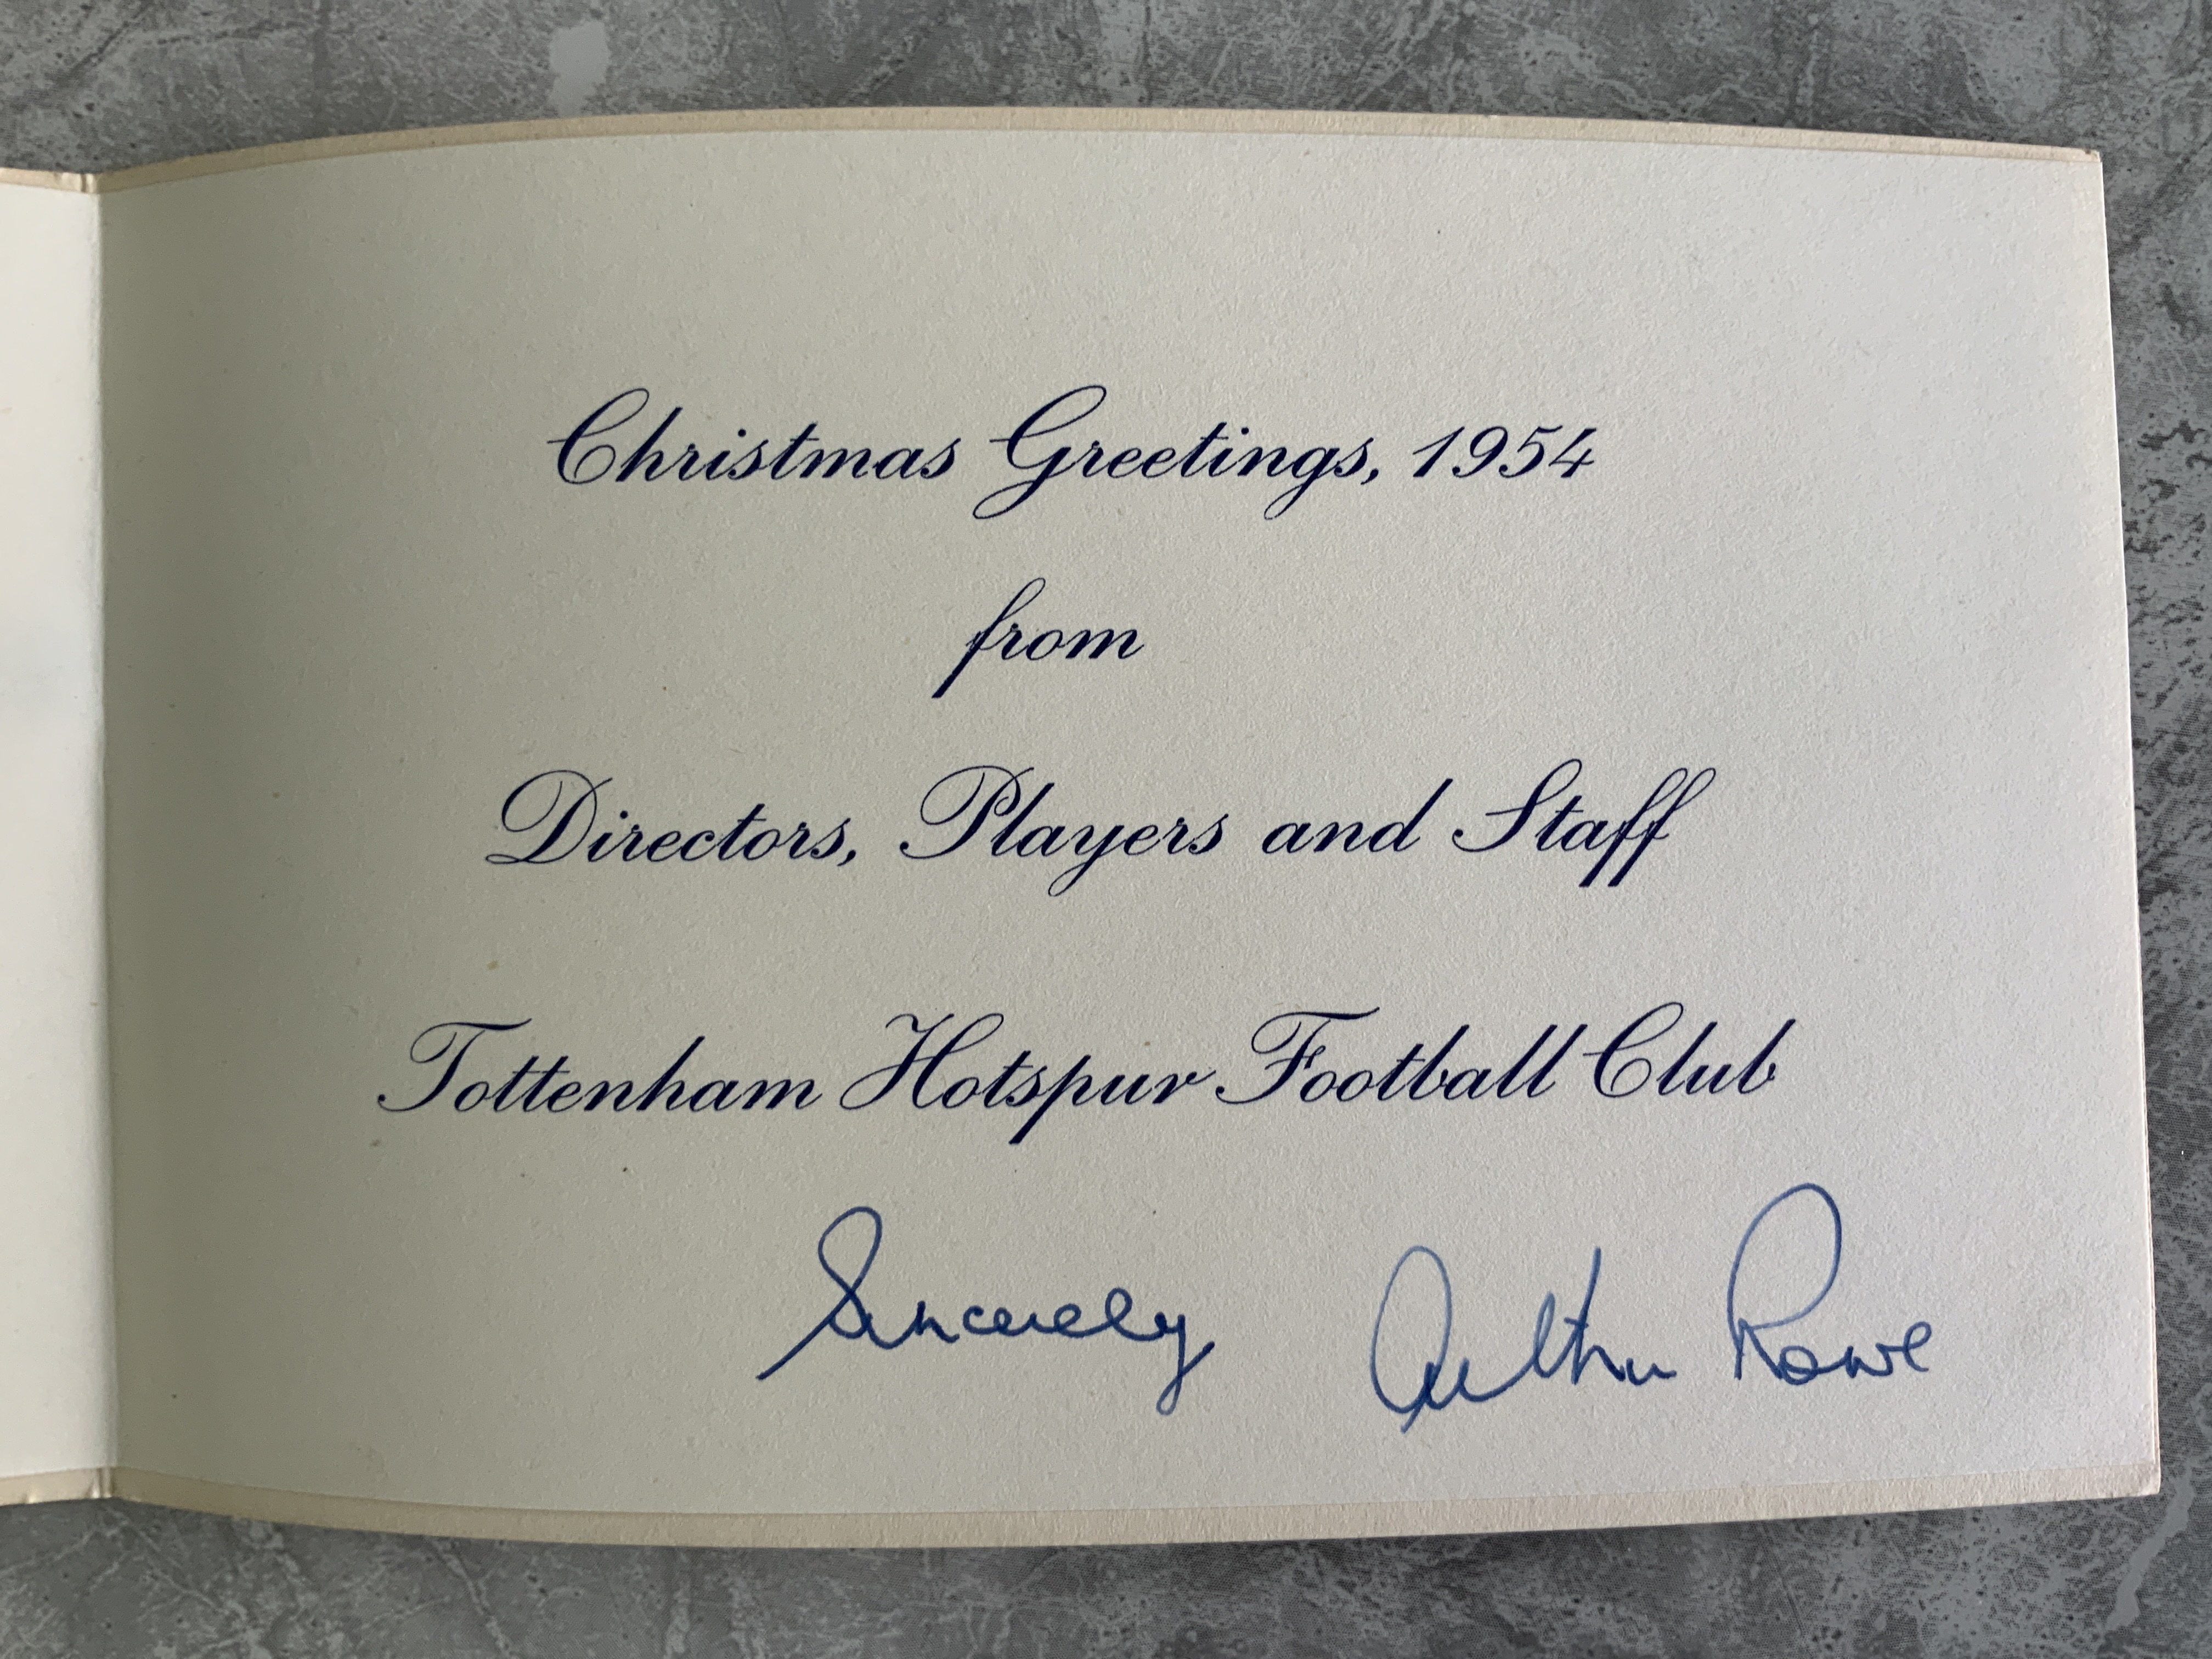 Christmas Greetings, 1954
from
Directors, Players and Staff
Tottenham Hotspur Football Club
Sincerely Arthur Rowe